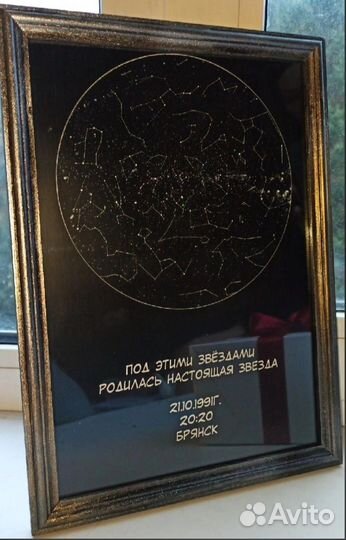 ПОД ЭТИМИ ЗВЁЗДАМИ
РОДИЛАСЬ НАСТОЯЩАЯ ЗВЕЗДА
21.10.1991Г.
20:20
БРЯНСК
Avito